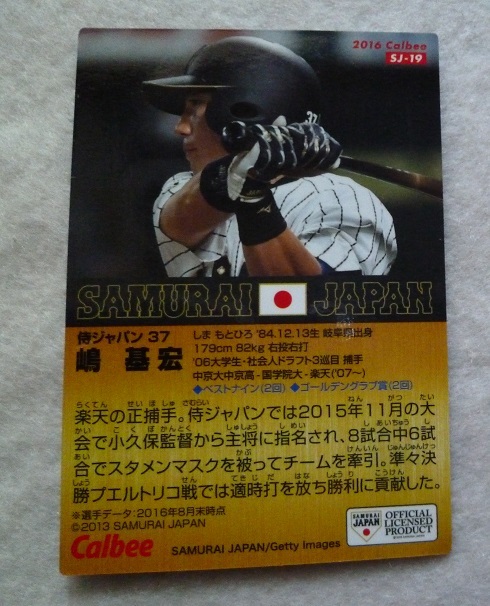 2016 Calbee
SJ-19
37
SAMURAI JAPAN
侍ジャパン 37
嶋 基宏
しま もとひろ '84.12.13生 岐阜県出身
179cm 82kg 右投右打
'06大学生・社会人ドラフト3巡目 捕手
中京大中京高-国学院大-楽天('07〜)
◆ベストナイン(2回) ◆ゴールデングラブ賞(2回)
楽天の正捕手。侍ジャパンでは2015年11月の大
会で小久保監督から主将に指名され、8試合中6試
合でスタメンマスクを被ってチームを牽引。準々決
勝プエルトリコ戦では適時打を放ち勝利に貢献した。
※選手データ:2016年8月末時点
©2013 SAMURAI JAPAN
Calbee
SAMURAI JAPAN/Getty Images
SAMURAI
JAPAN
OFFICIAL
LICENSED
PRODUCT